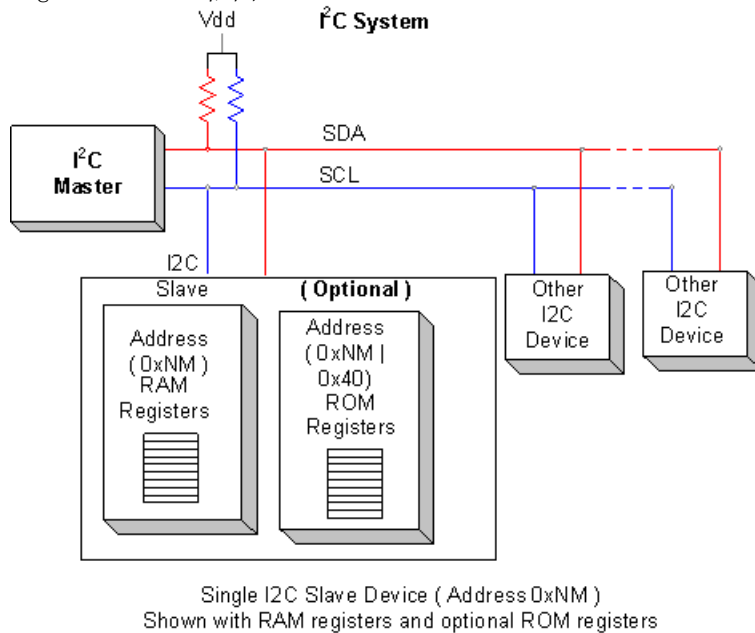 Vdd
I²C System
SDA
I²C
Master
SCL
I2C
Slave
( Optional )
Address
( 0xNM )
RAM
Registers
Address
( 0xNM |
0x40)
ROM
Registers
Other
I2C
Device
Other
I2C
Device
Single I2C Slave Device ( Address 0xNM )
Shown with RAM registers and optional ROM registers